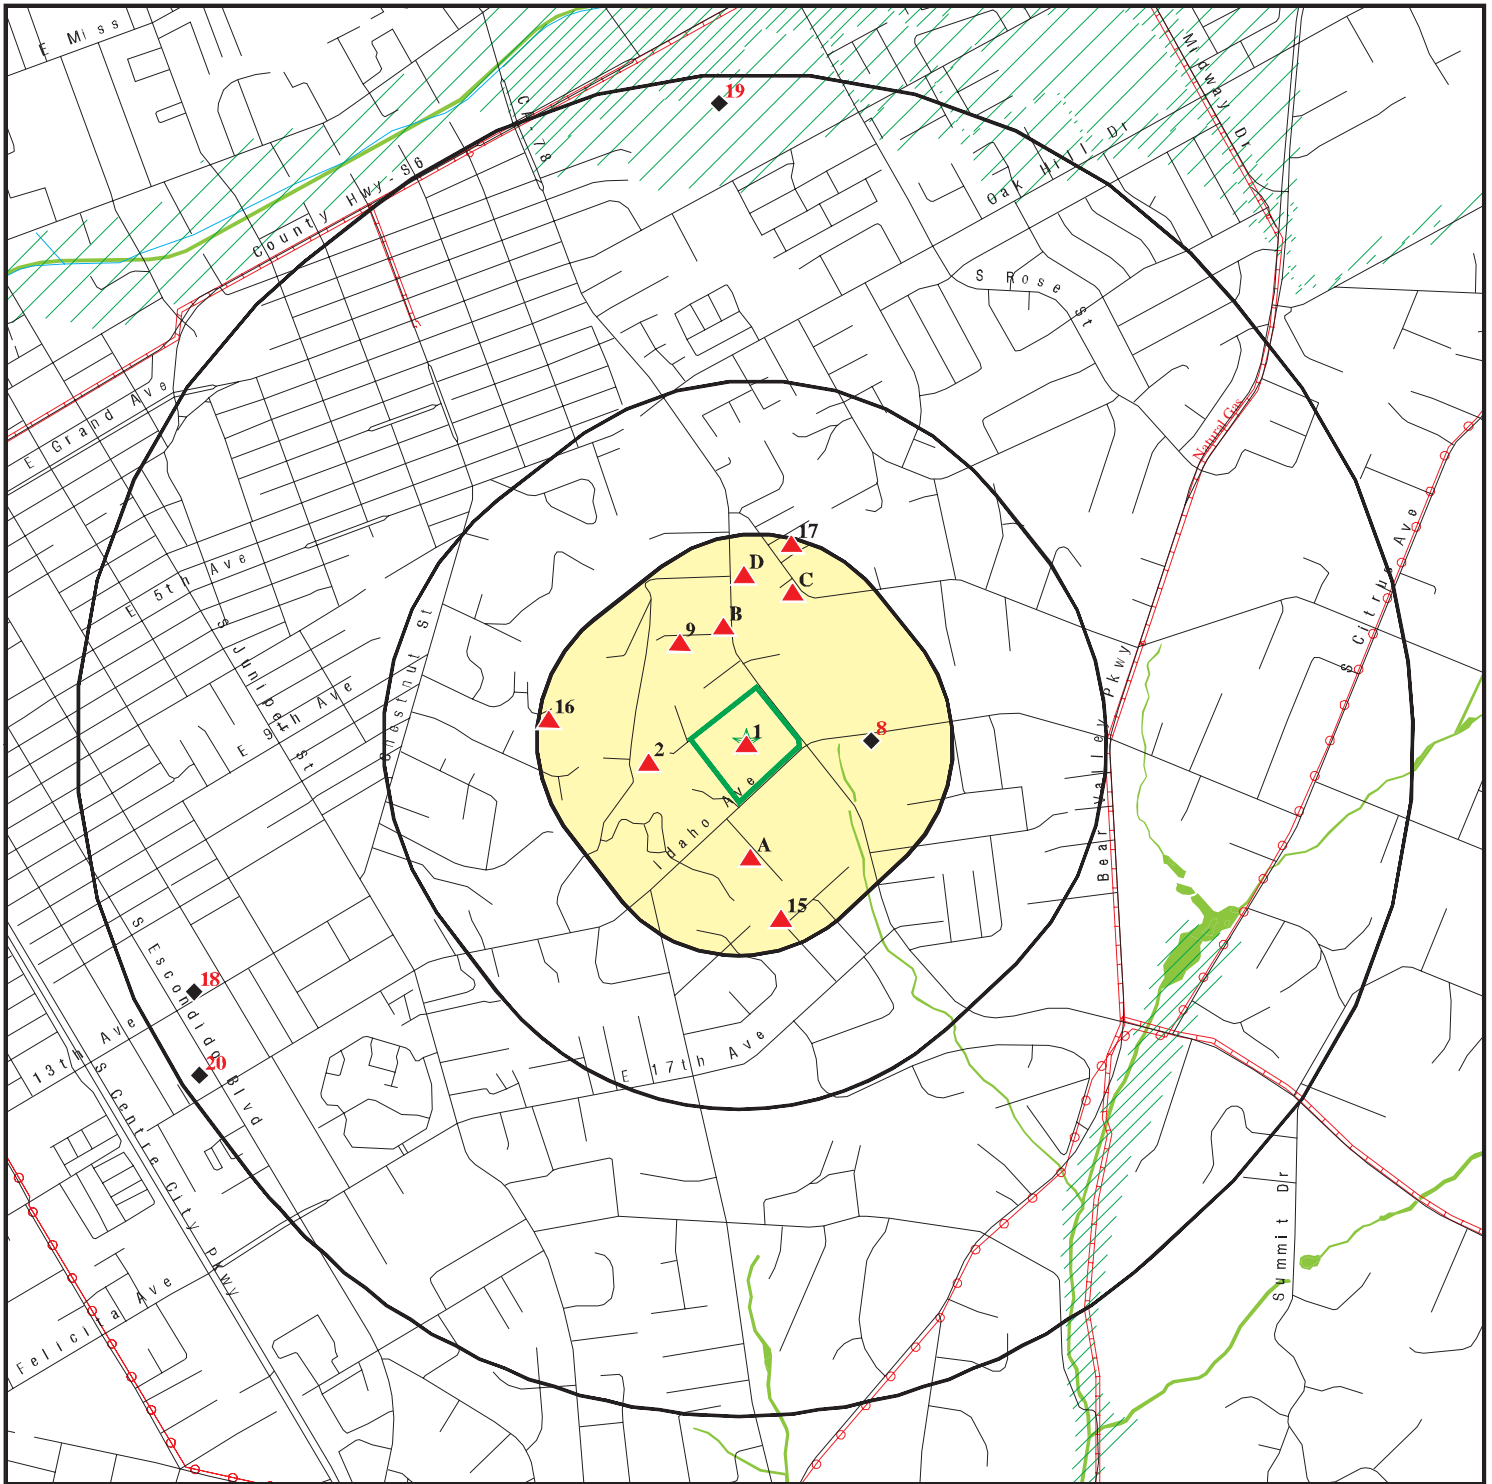 E Miss
19
Midway Dr
CA-78
County Hwy-S6
Oak Hill Dr
S Rose St
E Grand Ave
Natural Gas
S Citrus Ave
17
D
C
E 5th Ave
B
9
S Juniper St
Chestnut St
E 9th Ave
16
1
8
2
Bear Valley Pkwy
Idaho Ave
A
15
S Escondido Blvd
18
13th Ave
20
E 17th Ave
S Centre City Pkwy
Summit Dr
Felicita Ave